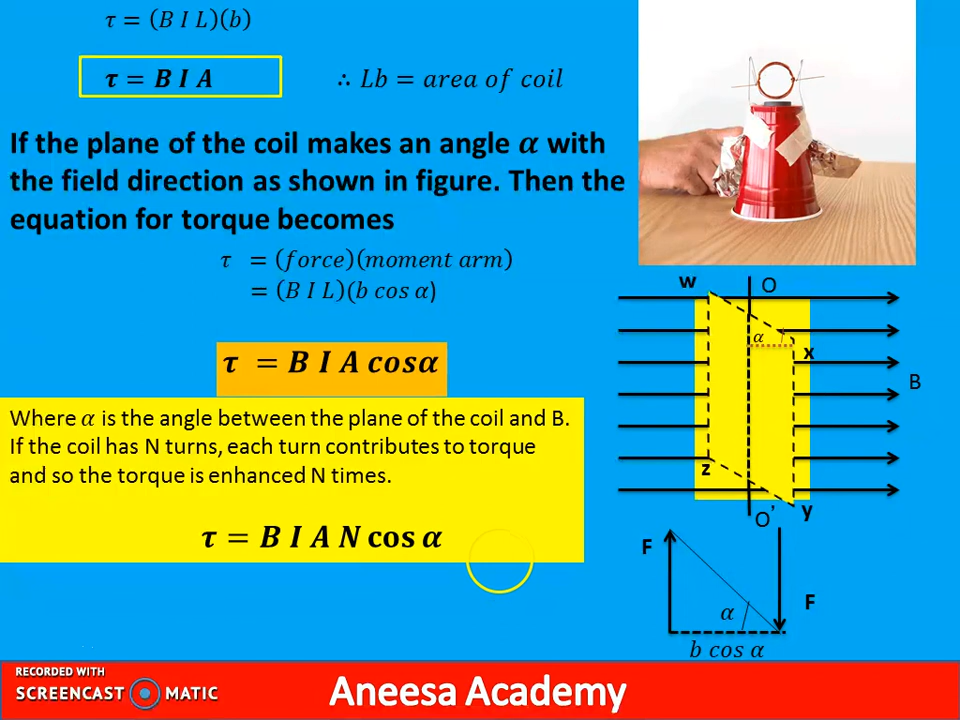 τ = (B I L)(b)
τ = B I A ∴ Lb = area of coil
If the plane of the coil makes an angle α with
the field direction as shown in figure. Then the
equation for torque becomes
τ = (force)(moment arm)
= (B I L)(b cos α)
τ = B I A cosα
Where α is the angle between the plane of the coil and B.
If the coil has N turns, each turn contributes to torque
and so the torque is enhanced N times.
τ = B I A N cos α
w O
α
x
B
z
O’ y
F
F
α
b cos α
RECORDED WITH
SCREENCAST MATIC
Aneesa Academy